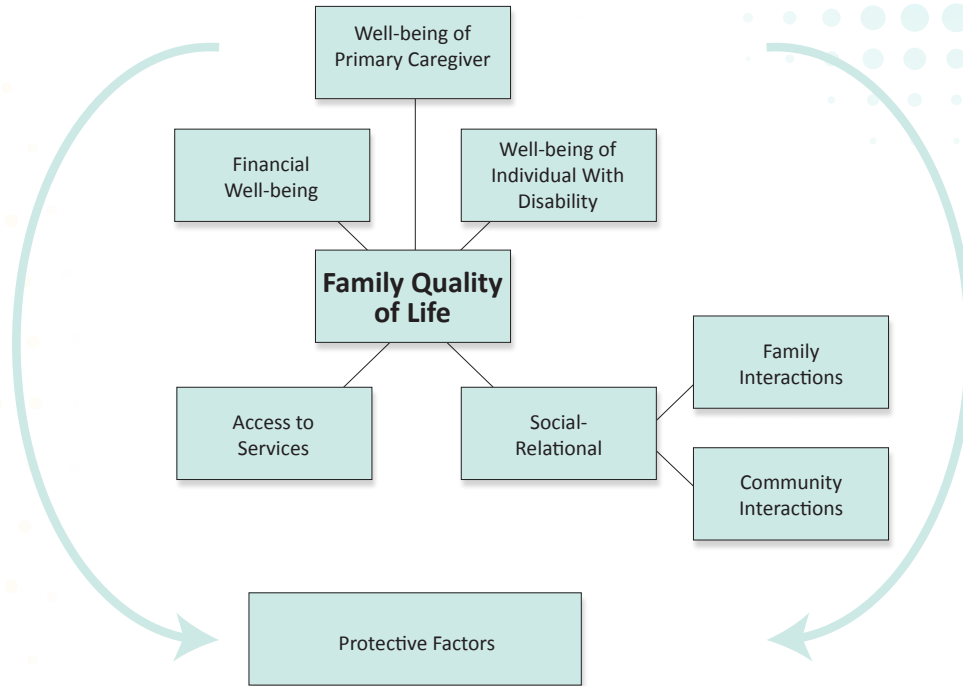 Well-being of
Primary Caregiver
Financial
Well-being
Well-being of
Individual With
Disability
Family Quality
of Life
Access to
Services
Social-
Relational
Family
Interactions
Community
Interactions
Protective Factors